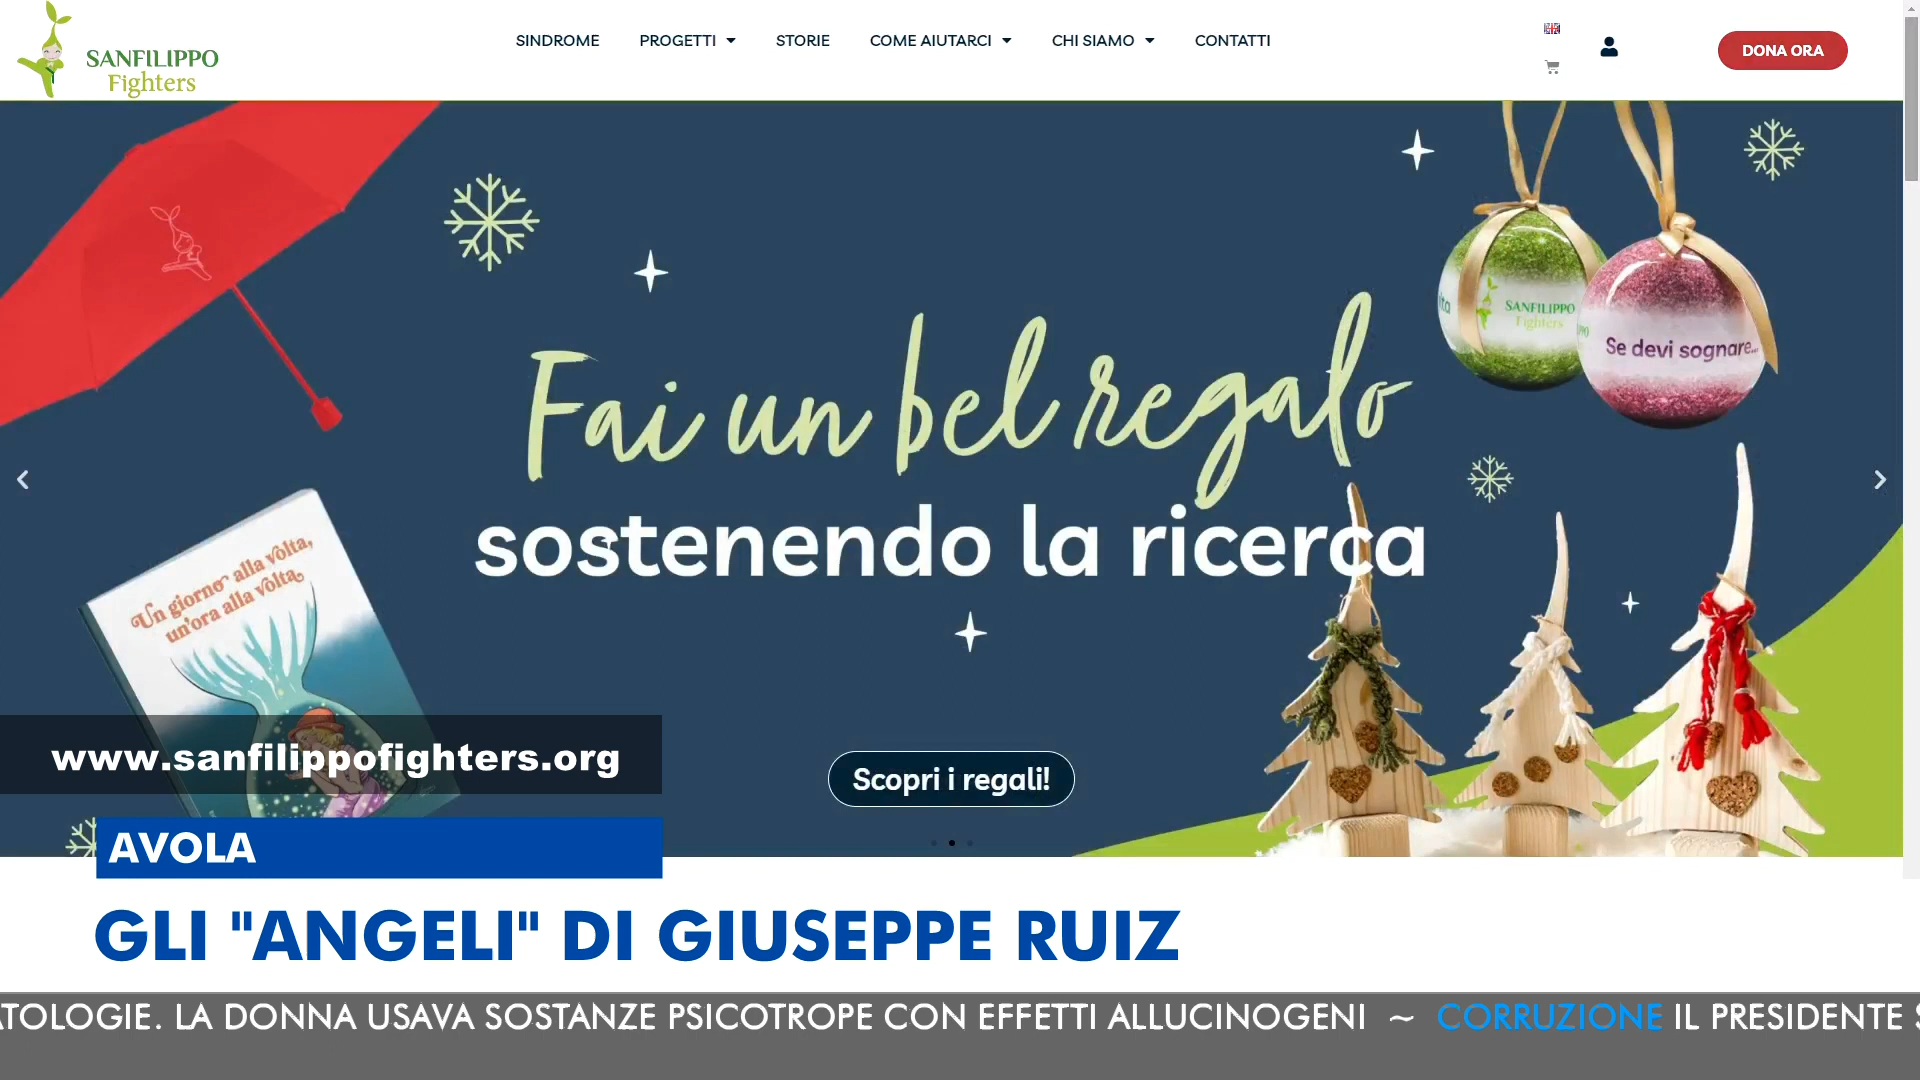 SANFILIPPO
Fighters
SINDROME PROGETTI STORIE COME AIUTARCI CHI SIAMO CONTATTI
DONA ORA
SANFILIPPO
Fighters
Se devi sognare...
Fai un bel regalo
sostenendo la ricerca
Un giorno alla volta,
un'ora alla volta
Scopri i regali!
www.sanfilippofighters.org
AVOLA
GLI "ANGELI" DI GIUSEPPE RUIZ
ATOLOGIE. LA DONNA USAVA SOSTANZE PSICOTROPE CON EFFETTI ALLUCINOGENI ~ CORRUZIONE IL PRESIDENTE S